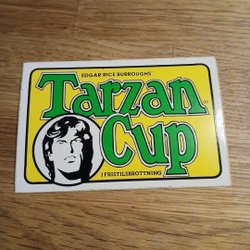 EDGAR RICE BURROUGHS
Tarzan
Cup
I FRISTILSBROTTNING